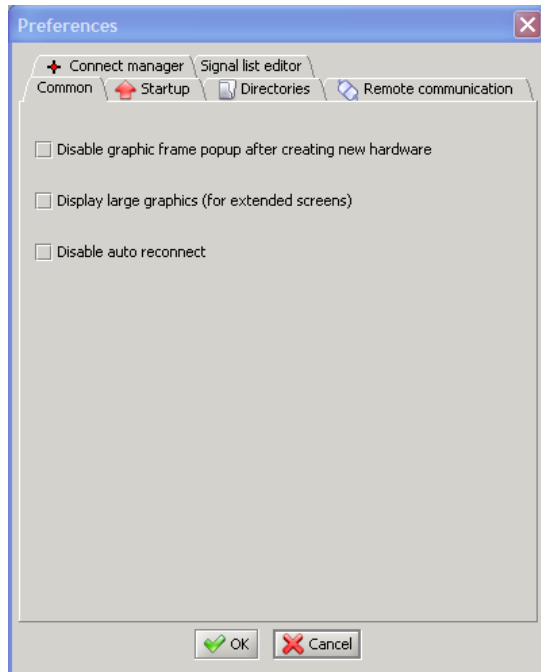 Preferences
Connect manager Signal list editor
Common Startup Directories Remote communication
Disable graphic frame popup after creating new hardware
Display large graphics (for extended screens)
Disable auto reconnect
OK Cancel